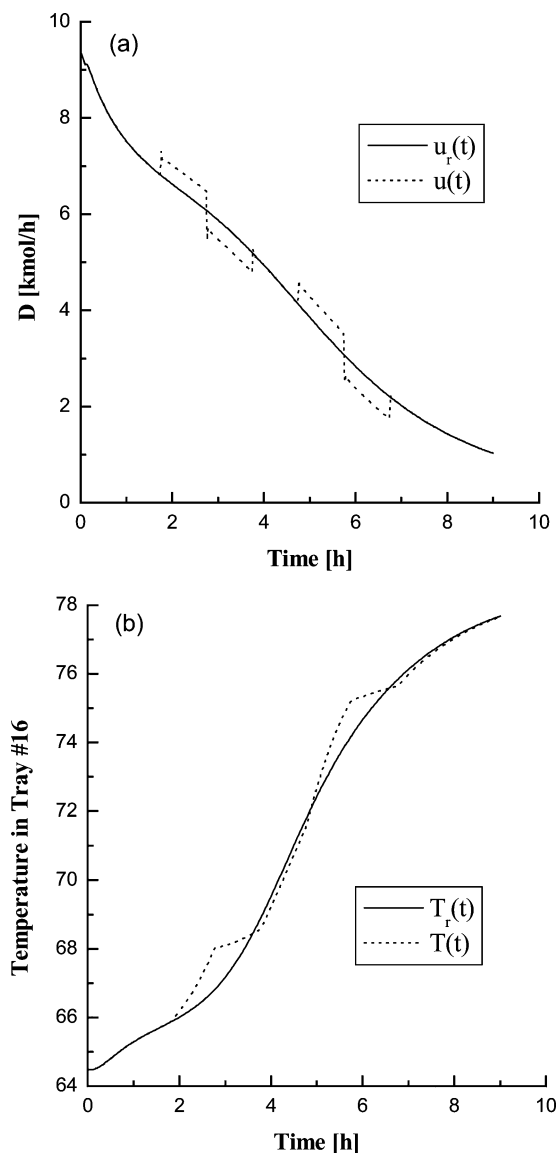 (a)
10
8
6
4
2
0
D [kmol/h]
u_r(t)
u(t)
0 2 4 6 8 10
Time [h]
(b)
78
76
74
72
70
68
66
64
Temperature in Tray #16
T_r(t)
T(t)
0 2 4 6 8 10
Time [h]